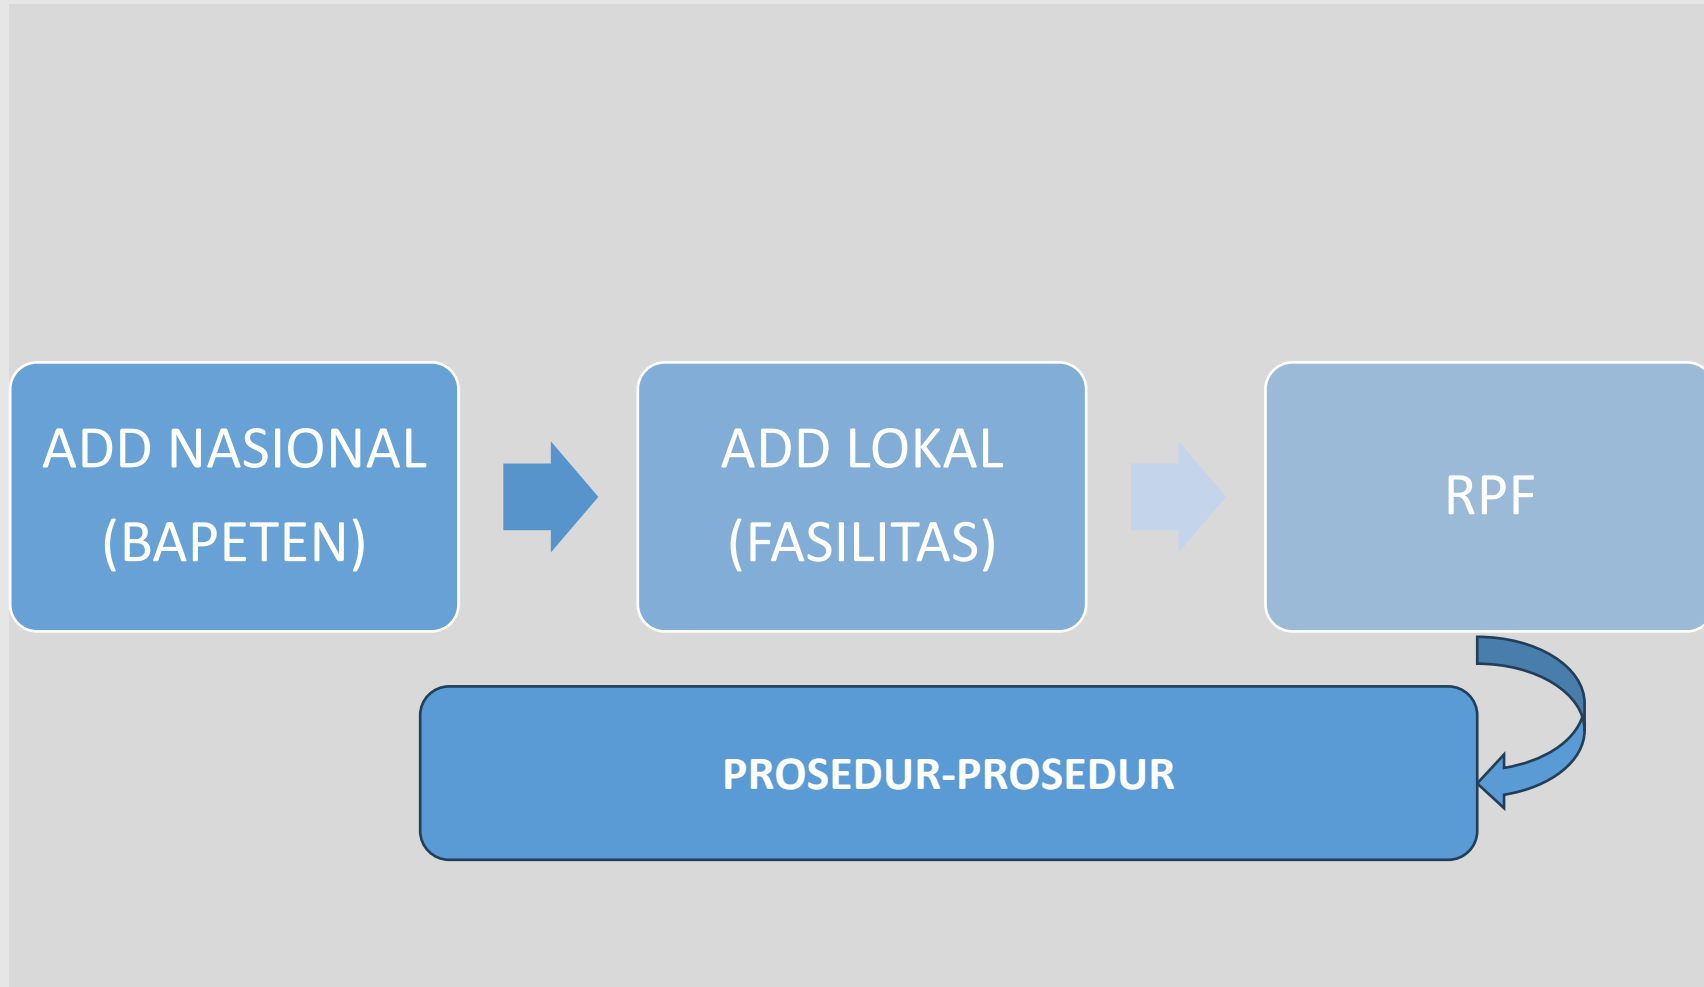 ADD NASIONAL
(BAPETEN)
ADD LOKAL
(FASILITAS)
RPF
PROSEDUR-PROSEDUR